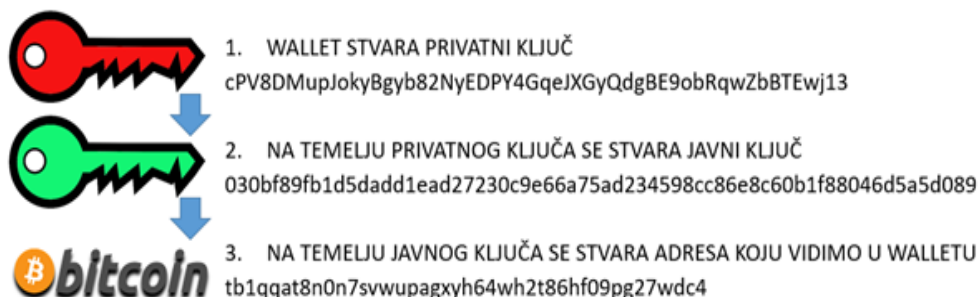 1. WALLET STVARA PRIVATNI KLJUČ
cPV8DMupJokyBgyb82NyEDPY4GqeJXGyQdgBE9obRqwZbBTEwj13
2. NA TEMELJU PRIVATNOG KLJUČA SE STVARA JAVNI KLJUČ
030bf89fb1d5dadd1ead27230c9e66a75ad234598cc86e8c60b1f88046d5a5d089
bitcoin
3. NA TEMELJU JAVNOG KLJUČA SE STVARA ADRESA KOJU VIDIMO U WALLETU
tb1qqat8n0n7svwupagxyh64wh2t86hf09pg27wdc4